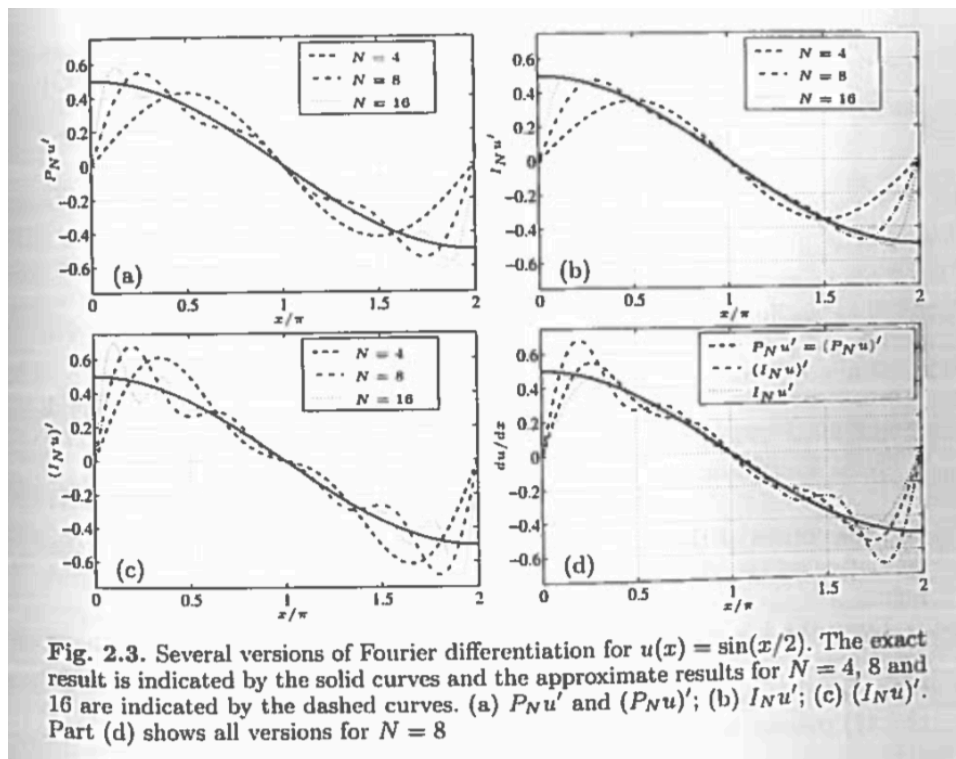 N = 4
N = 8
N = 16
P_N u'
0.6
0.4
0.2
0
−0.2
−0.4
−0.6
(a)
0 0.5 1 1.5 2
x/π
N = 4
N = 8
N = 16
I_N u'
0.6
0.4
0.2
0
−0.2
−0.4
−0.6
(b)
0 0.5 1 1.5 2
x/π
N = 4
N = 8
N = 16
(I_N u)'
0.6
0.4
0.2
0
−0.2
−0.4
−0.6
(c)
0 0.5 1 1.5 2
x/π
P_N u' = (P_N u)'
(I_N u)'
I_N u'
du/dx
0.6
0.4
0.2
0
−0.2
−0.4
−0.6
(d)
0 0.5 1 1.5 2
x/π
Fig. 2.3. Several versions of Fourier differentiation for u(x) = sin(x/2). The exact
result is indicated by the solid curves and the approximate results for N = 4, 8 and
16 are indicated by the dashed curves. (a) P_N u' and (P_N u)'; (b) I_N u'; (c) (I_N u)'.
Part (d) shows all versions for N = 8